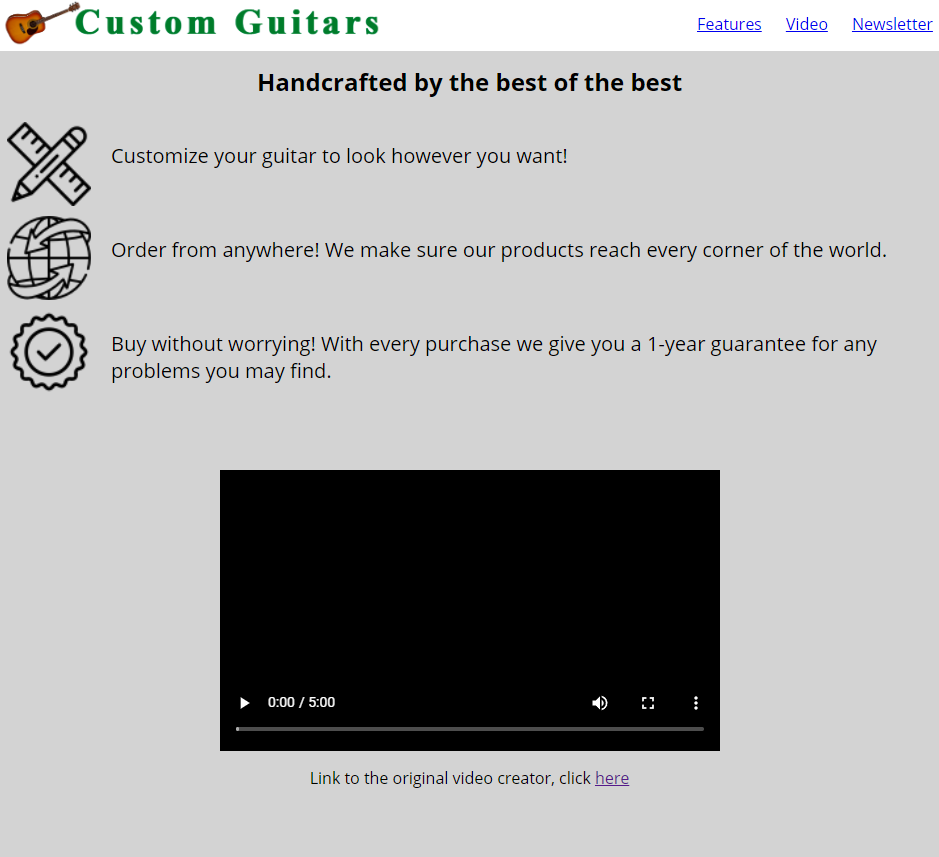 Custom Guitars
Features Video Newsletter
Handcrafted by the best of the best
Customize your guitar to look however you want!
Order from anywhere! We make sure our products reach every corner of the world.
Buy without worrying! With every purchase we give you a 1-year guarantee for any
problems you may find.
0:00 / 5:00
Link to the original video creator, click here